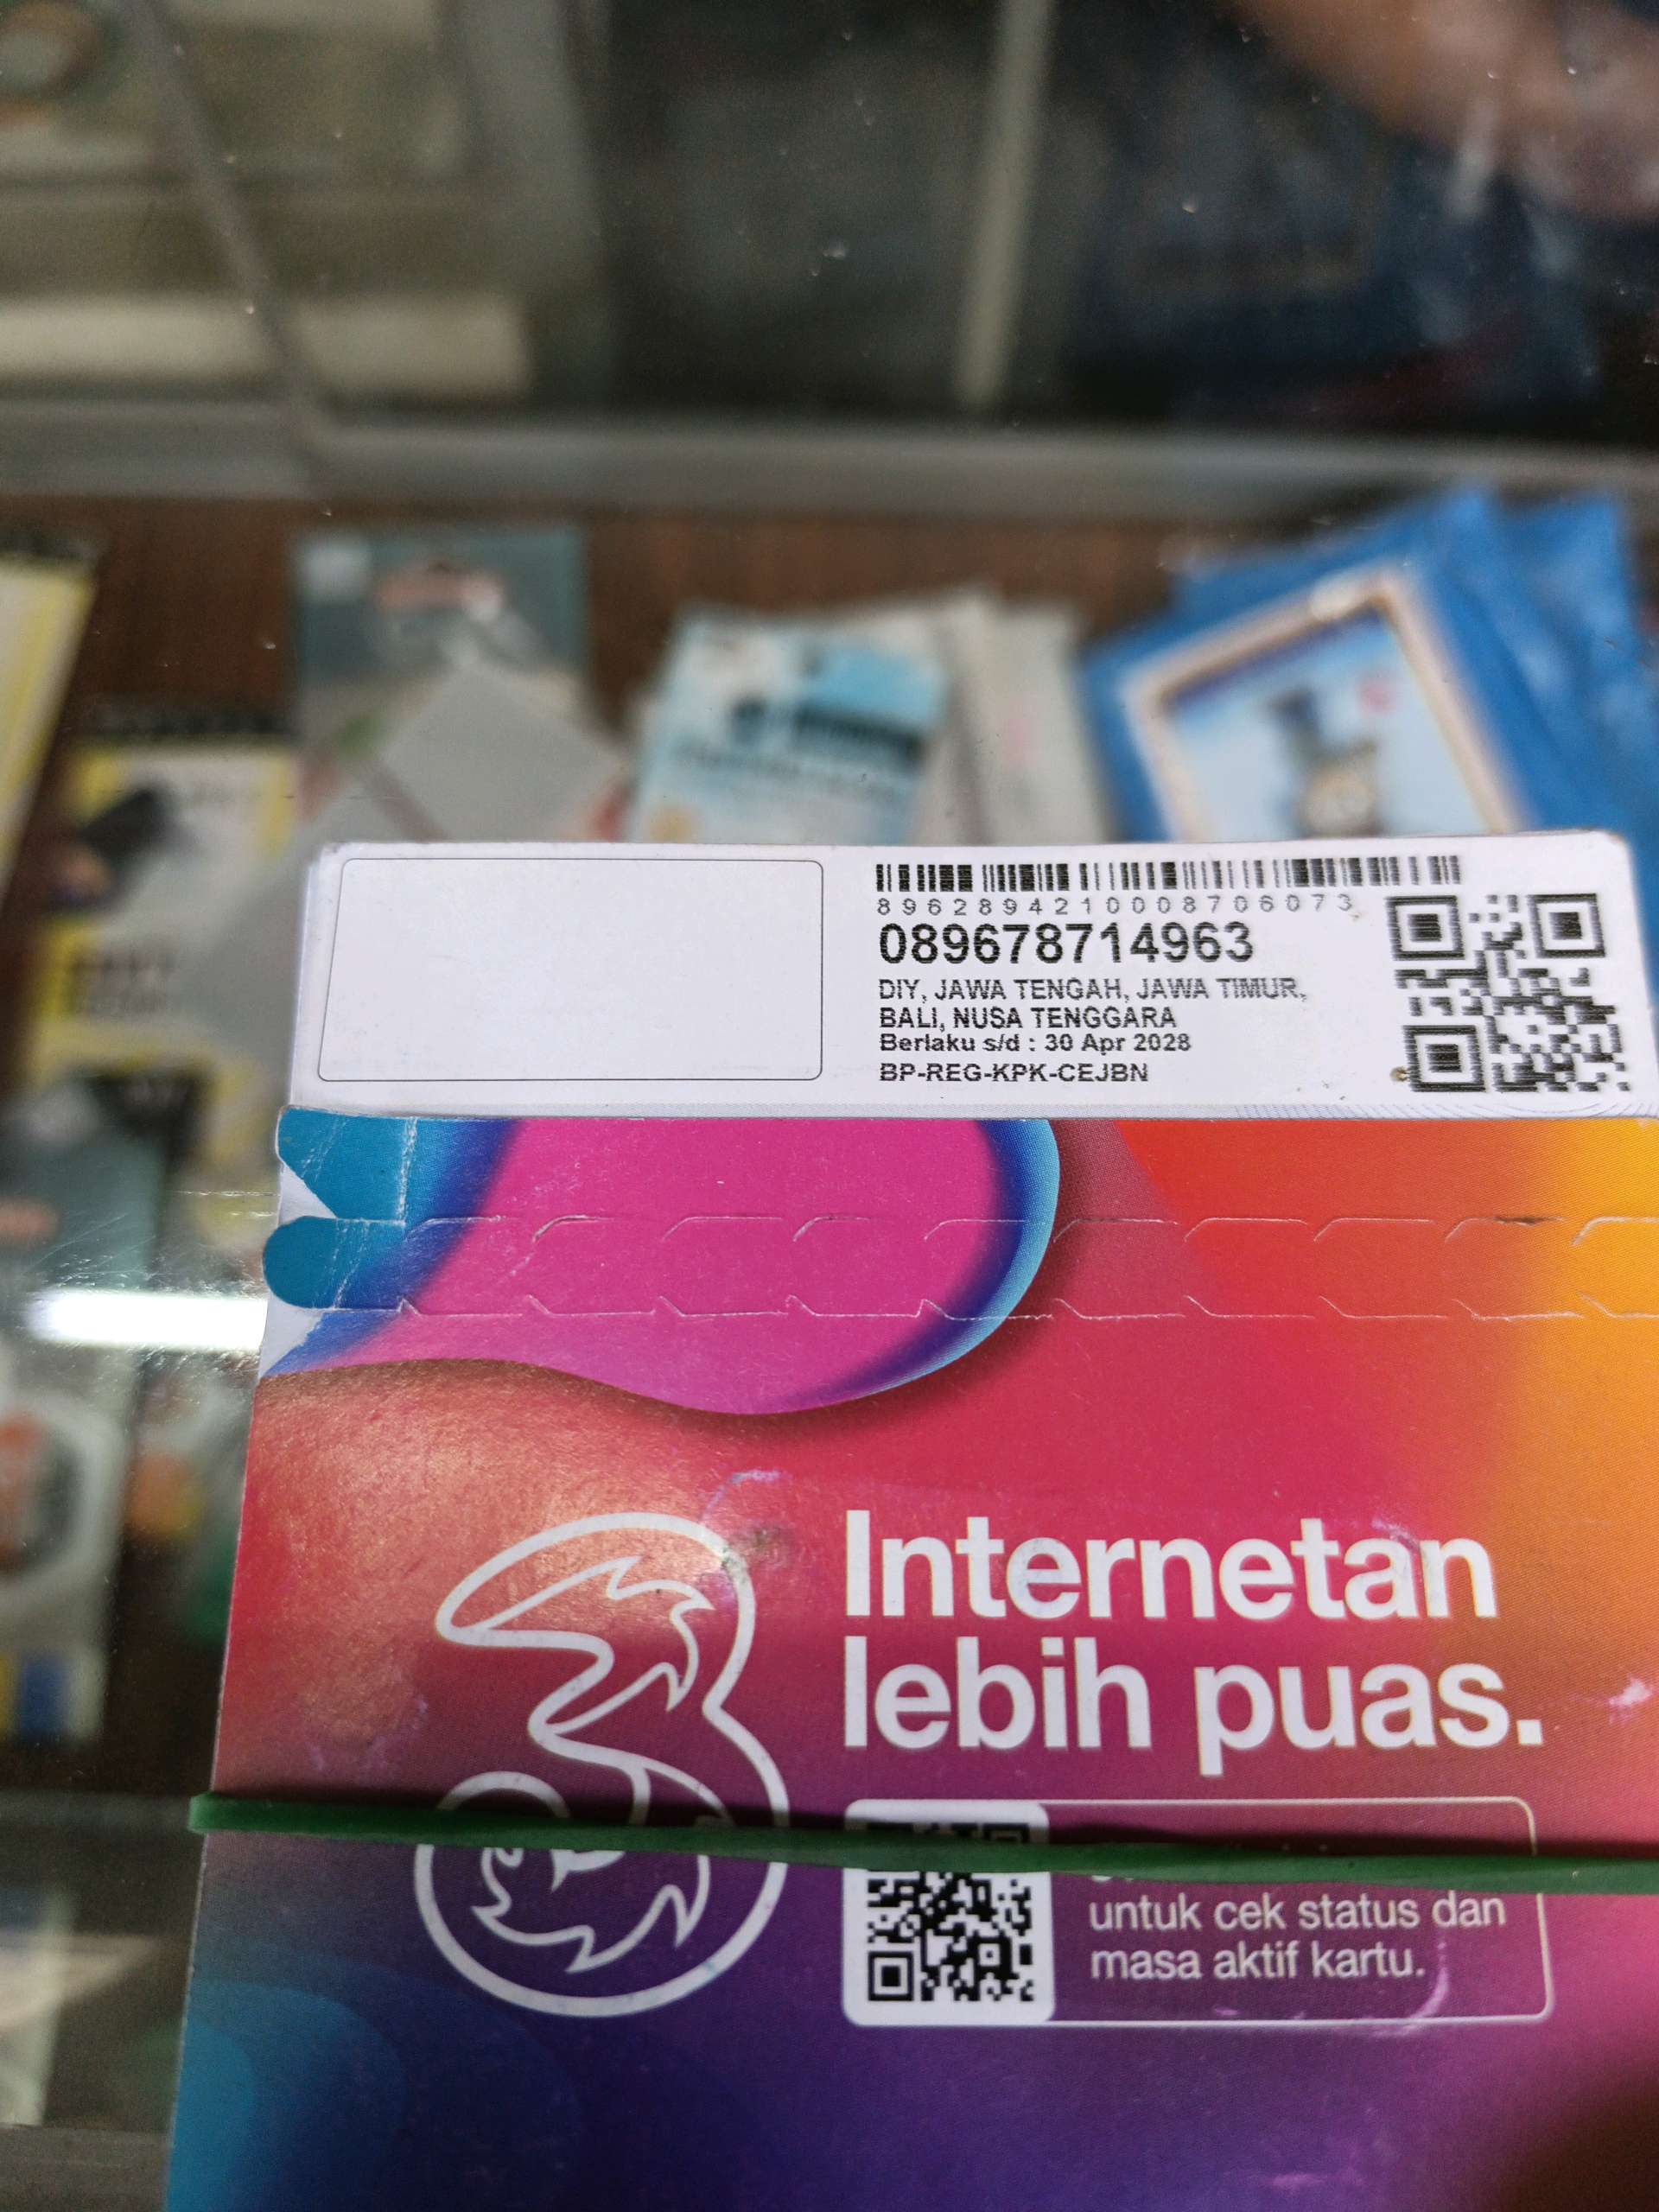 8962894210008706073
089678714963
DIY, JAWA TENGAH, JAWA TIMUR,
BALI, NUSA TENGGARA
Berlaku s/d : 30 Apr 2028
BP-REG-KPK-CEJBN
Internetan
lebih puas.
untuk cek status dan
masa aktif kartu.